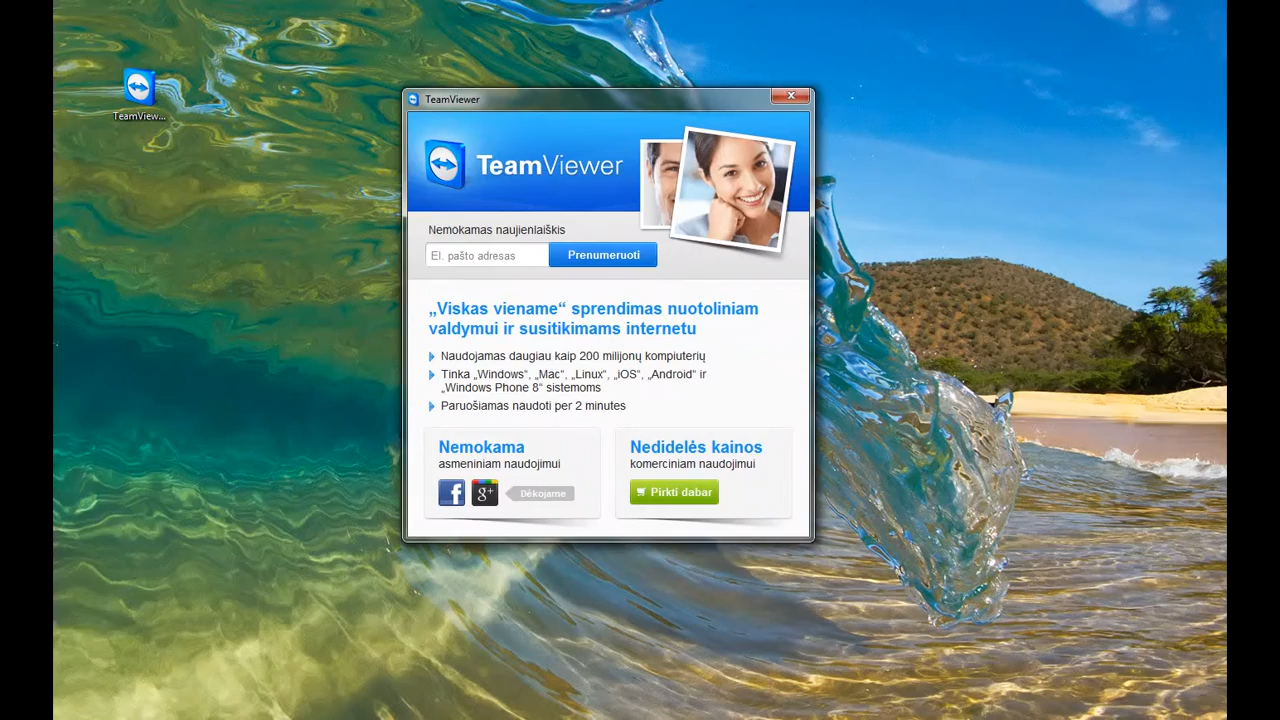 TeamView...
TeamViewer
TeamViewer
Nemokamas naujienlaiškis
El. pašto adresas
Prenumeruoti
„Viskas viename“ sprendimas nuotoliniam
valdymui ir susitikimams internetu
Naudojamas daugiau kaip 200 milijonų kompiuterių
Tinka „Windows“, „Mac“, „Linux“, „iOS“, „Android“ ir
„Windows Phone 8“ sistemoms
Paruošiamas naudoti per 2 minutes
Nemokama
asmeniniam naudojimui
f g+ Dėkojame
Nedidelės kainos
komerciniam naudojimui
Pirkti dabar